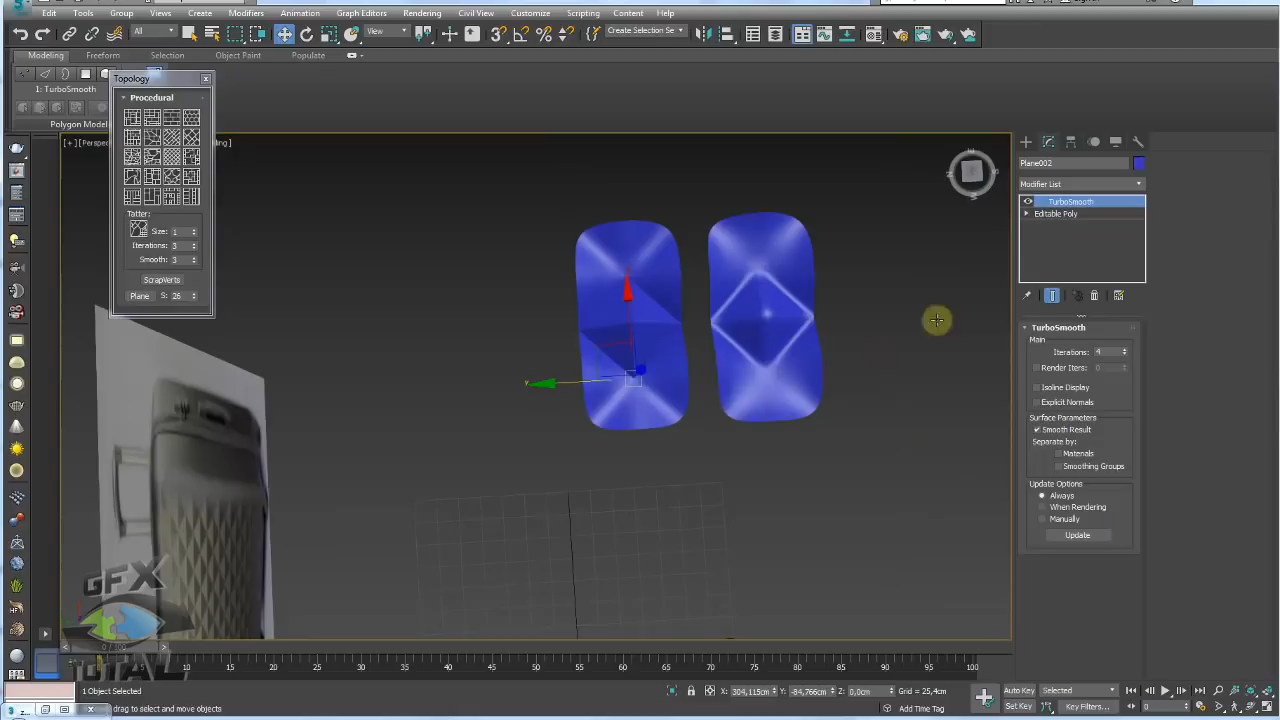 Edit Tools Group Views Create Modifiers Animation Graph Editors Rendering Civil View Customize Scripting Content Help
All View Create Selection Se
Modeling Freeform Selection Object Paint Populate
Topology
1: TurboSmooth
Procedural
Polygon Model
[+][Perspe
ling]
Tatter:
Size: 1
Iterations: 3
Smooth: 3
ScrapVerts
Plane S: 26
Plane002
Modifier List
TurboSmooth
Editable Poly
TurboSmooth
Main
Iterations: 4
Render Iters: 0
Isoline Display
Explicit Normals
Surface Parameters
Smooth Result
Separate by:
Materials
Smoothing Groups
Update Options
Always
When Rendering
Manually
Update
y
GFX
TOTAL
0 / 100
15 20 25 30 35 40 45 50 55 60 65 70 75 80 85 90 95 100
1 Object Selected
X: 304,115cm Y: -84,766cm Z: 0,0cm Grid = 25,4cm
Auto Key Selected
drag to select and move objects
Add Time Tag
Set Key Key Filters... 0
z...